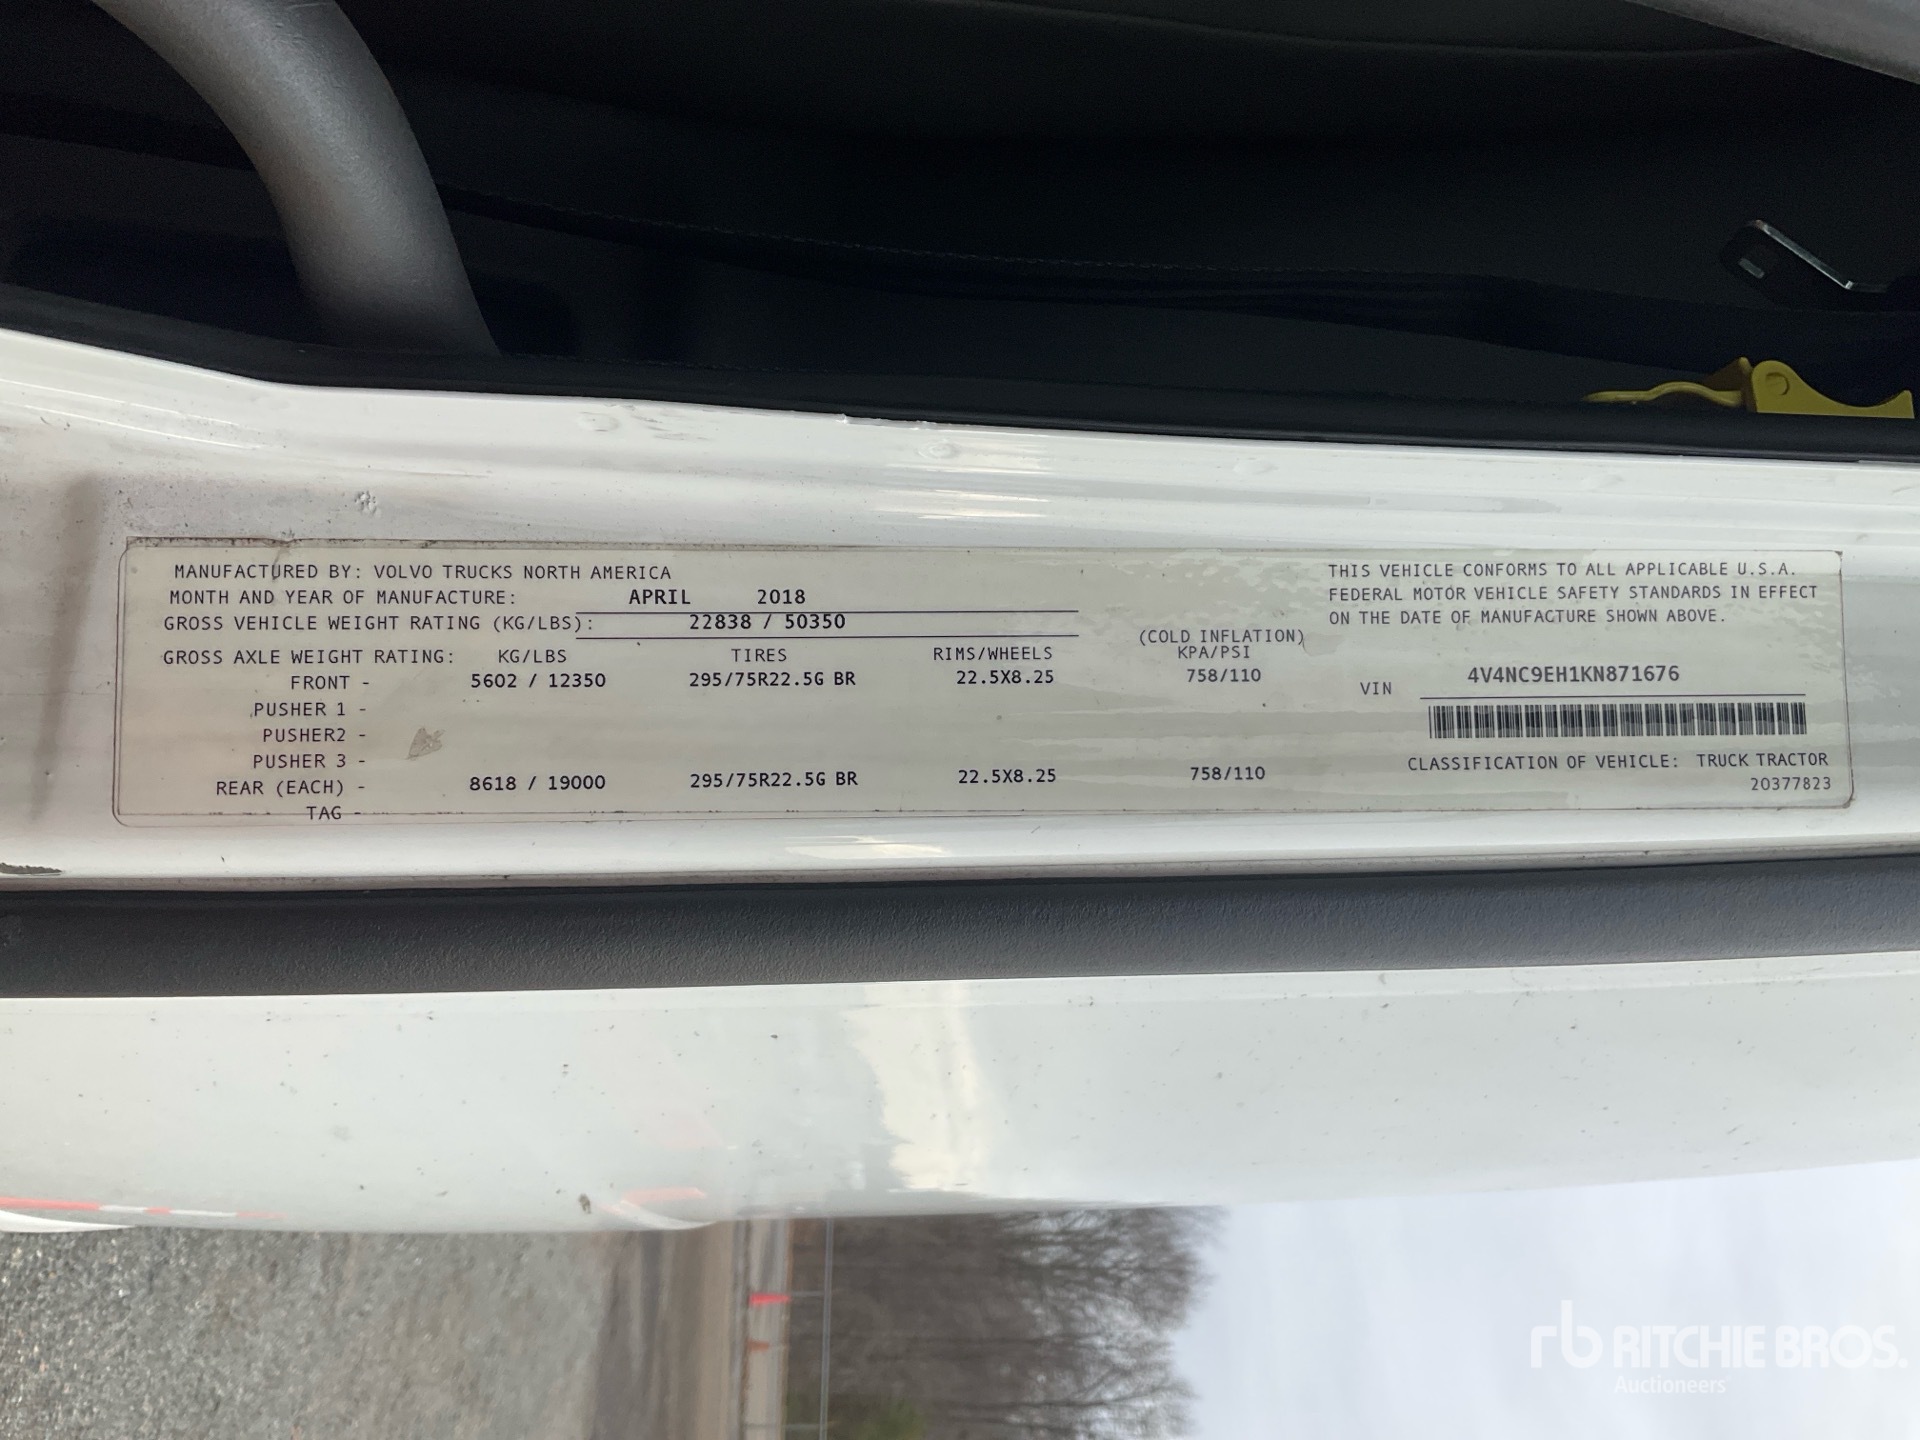 MANUFACTURED BY: VOLVO TRUCKS NORTH AMERICA
MONTH AND YEAR OF MANUFACTURE: APRIL 2018
GROSS VEHICLE WEIGHT RATING (KG/LBS): 22838 / 50350
GROSS AXLE WEIGHT RATING: KG/LBS TIRES RIMS/WHEELS (COLD INFLATION) KPA/PSI
FRONT - 5602 / 12350 295/75R22.5G BR 22.5X8.25 758/110
PUSHER 1 -
PUSHER2 -
PUSHER 3 -
REAR (EACH) - 8618 / 19000 295/75R22.5G BR 22.5X8.25 758/110
TAG -
THIS VEHICLE CONFORMS TO ALL APPLICABLE U.S.A.
FEDERAL MOTOR VEHICLE SAFETY STANDARDS IN EFFECT
ON THE DATE OF MANUFACTURE SHOWN ABOVE.
VIN 4V4NC9EH1KN871676
CLASSIFICATION OF VEHICLE: TRUCK TRACTOR
20377823
rb RITCHIE BROS.
Auctioneers